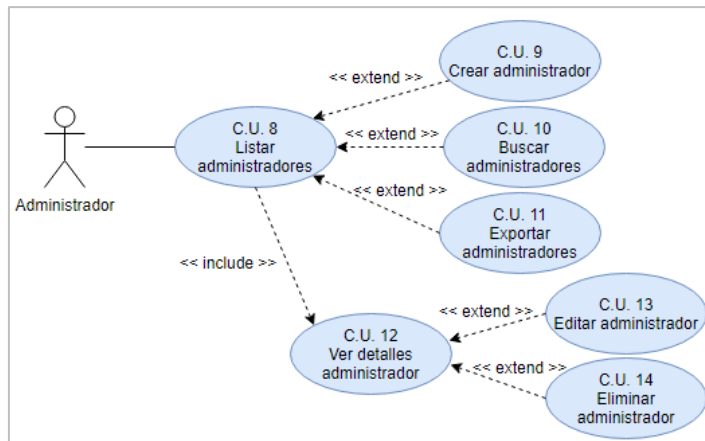 C.U. 9
Crear administrador
<< extend >>
C.U. 8
Listar
administradores
<< extend >>
C.U. 10
Buscar
administradores
Administrador
<< extend >>
C.U. 11
Exportar
administradores
<< include >>
C.U. 12
Ver detalles
administrador
<< extend >>
C.U. 13
Editar administrador
<< extend >>
C.U. 14
Eliminar
administrador